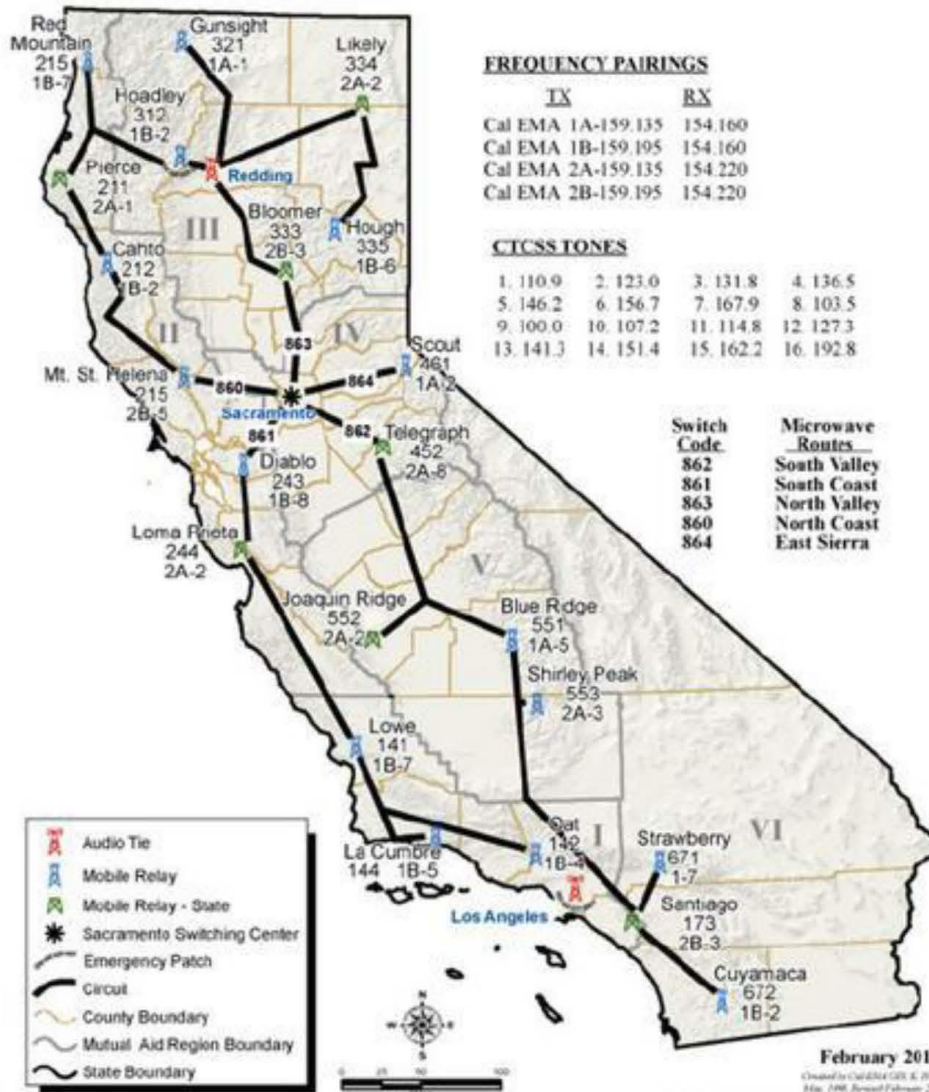 Red
Mountain
215
1B-7
Gunsight
321
1A-1
Likely
334
2A-2
Hoadley
312
1B-2
Redding
Pierce
211
2A-1
Bloomer
333
2B-3
Hough
335
1B-6
Cahto
212
1B-2
III
II
IV
863
Scout
461
1A-2
Mt. St. Helena
215
2B-5
860
864
Sacramento
861
862
Telegraph
452
2A-8
Diablo
243
1B-8
Loma Prieta
244
2A-2
V
Joaquin Ridge
552
2A-2
Blue Ridge
551
1A-5
Shirley Peak
553
2A-3
Lowe
141
1B-7
Oat
142
1B-4
I
VI
Strawberry
671
1-7
La Cumbre
144 1B-5
Los Angeles
Santiago
173
2B-3
Cuyamaca
672
1B-2
FREQUENCY PAIRINGS
TX RX
Cal EMA 1A-159.135 154.160
Cal EMA 1B-159.195 154.160
Cal EMA 2A-159.135 154.220
Cal EMA 2B-159.195 154.220
CTCSS TONES
1. 110.9 2. 123.0 3. 131.8 4. 136.5
5. 146.2 6. 156.7 7. 167.9 8. 103.5
9. 100.0 10. 107.2 11. 114.8 12. 127.3
13. 141.3 14. 151.4 15. 162.2 16. 192.8
Switch Microwave
Code Routes
862 South Valley
861 South Coast
863 North Valley
860 North Coast
864 East Sierra
Audio Tie
Mobile Relay
Mobile Relay - State
Sacramento Switching Center
Emergency Patch
Circuit
County Boundary
Mutual Aid Region Boundary
State Boundary
N
W E
S
0 50 100
February 201